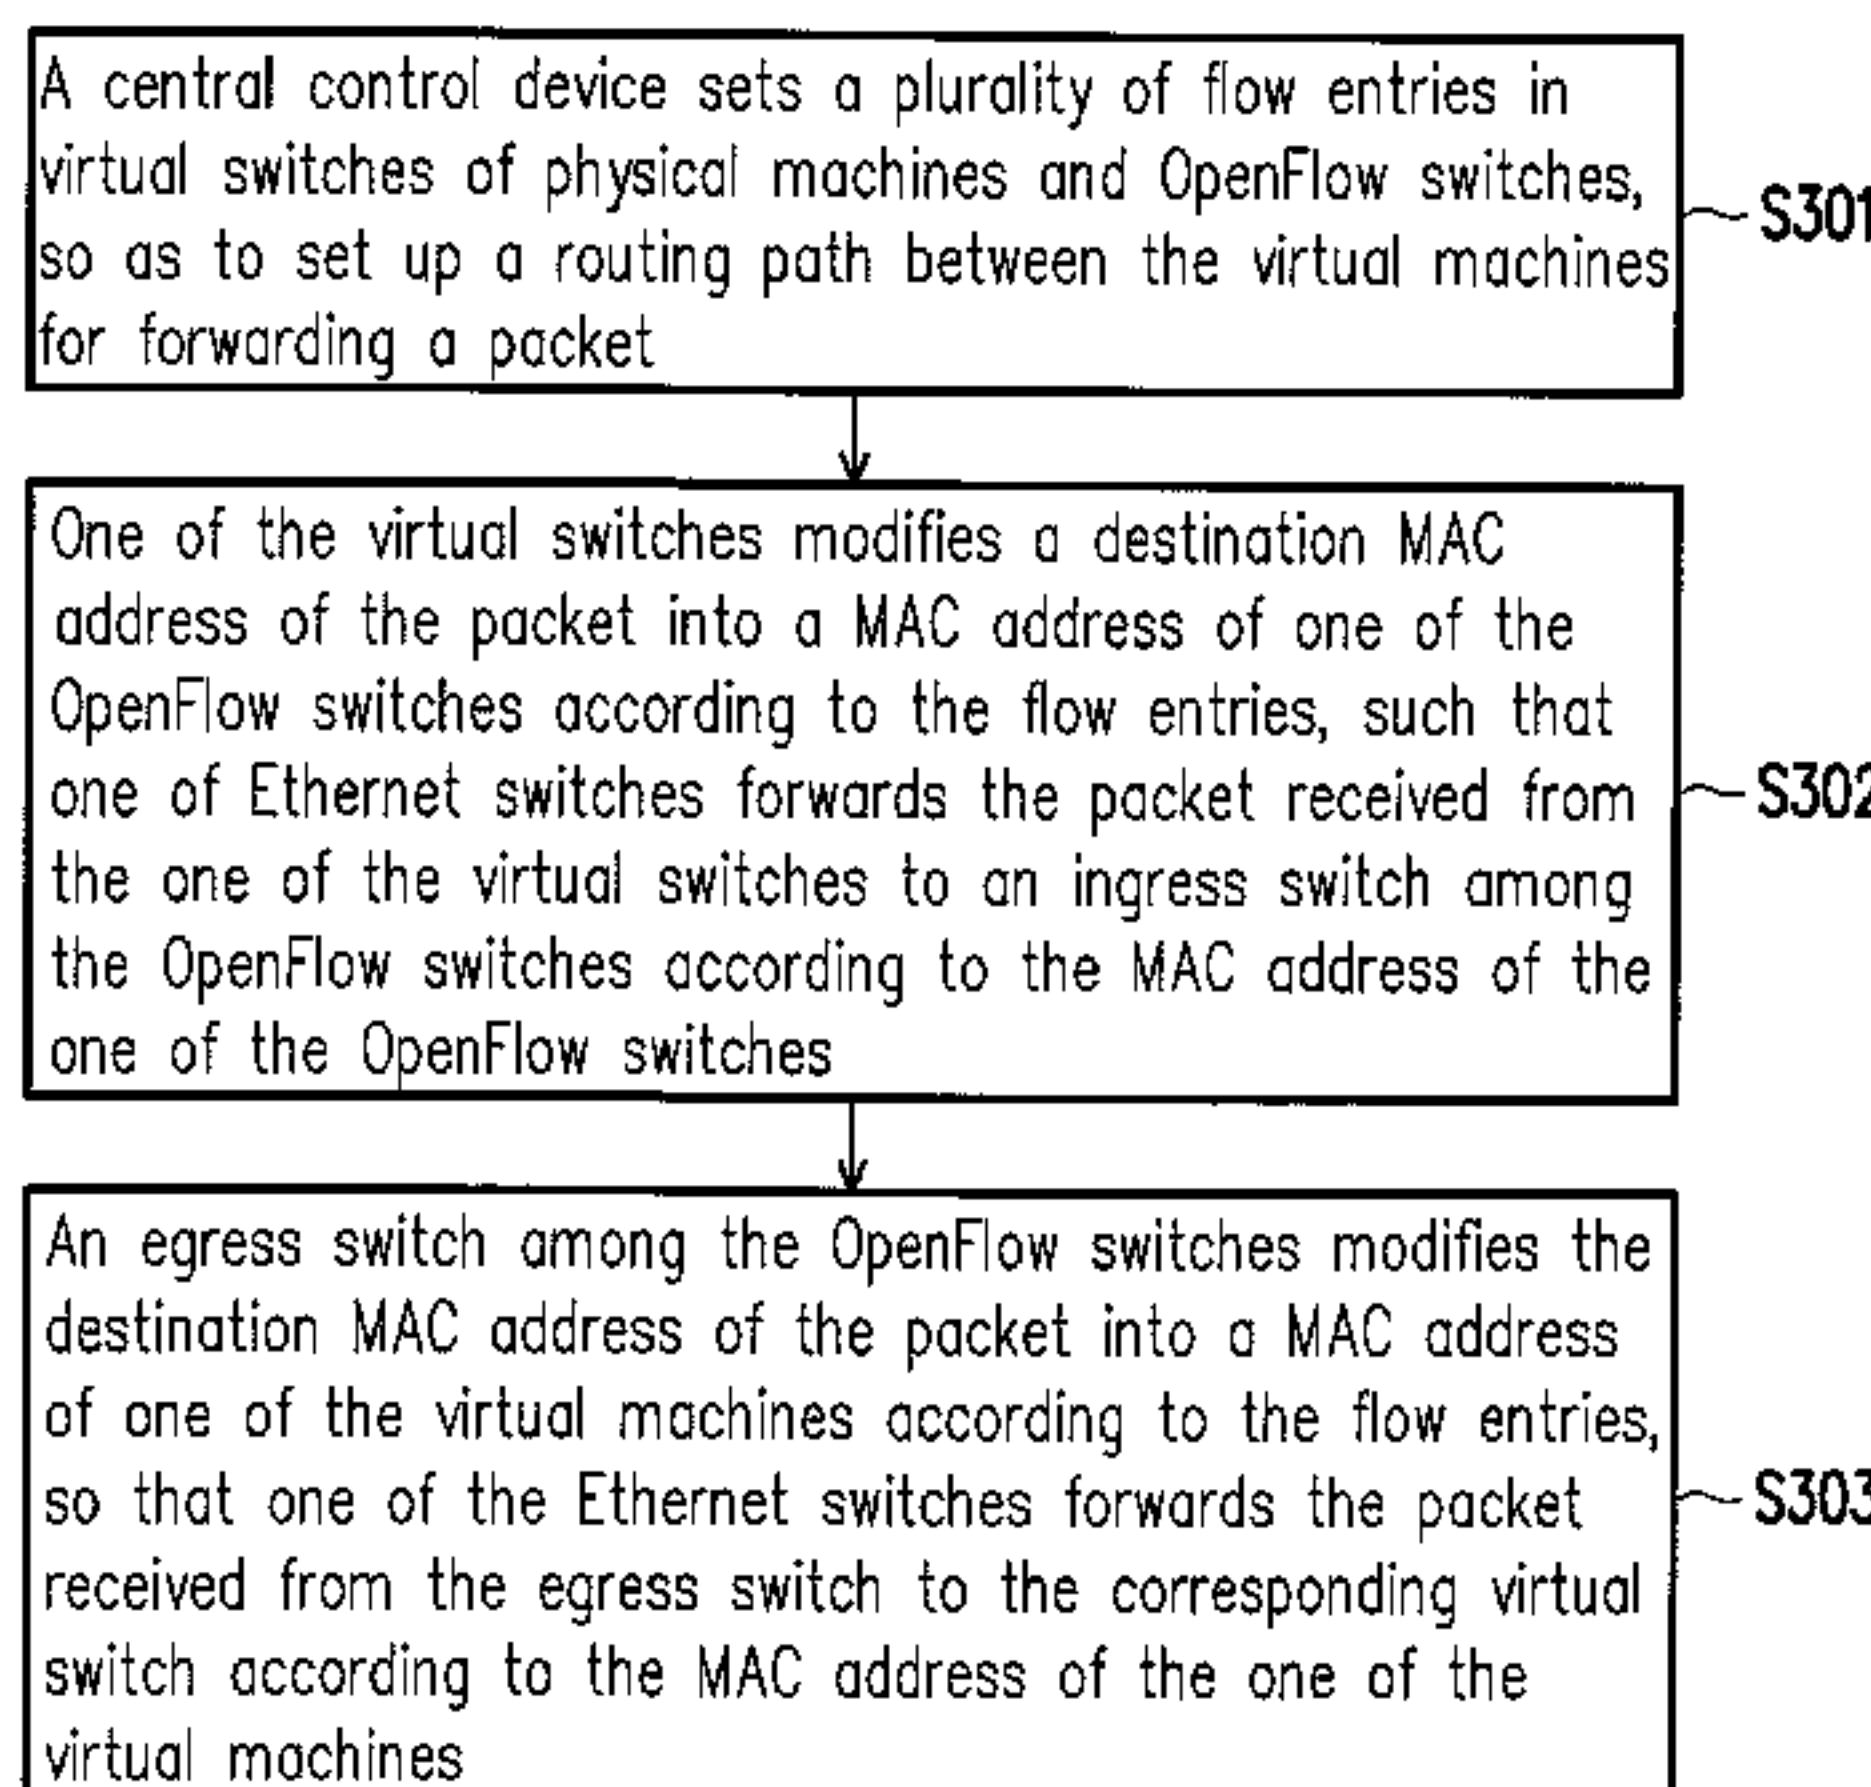 A central control device sets a plurality of flow entries in
virtual switches of physical machines and OpenFlow switches,
so as to set up a routing path between the virtual machines
for forwarding a packet
S301
One of the virtual switches modifies a destination MAC
address of the packet into a MAC address of one of the
OpenFlow switches according to the flow entries, such that
one of Ethernet switches forwards the packet received from
the one of the virtual switches to an ingress switch among
the OpenFlow switches according to the MAC address of the
one of the OpenFlow switches
S302
An egress switch among the OpenFlow switches modifies the
destination MAC address of the packet into a MAC address
of one of the virtual machines according to the flow entries,
so that one of the Ethernet switches forwards the packet
received from the egress switch to the corresponding virtual
switch according to the MAC address of the one of the
virtual machines
S303